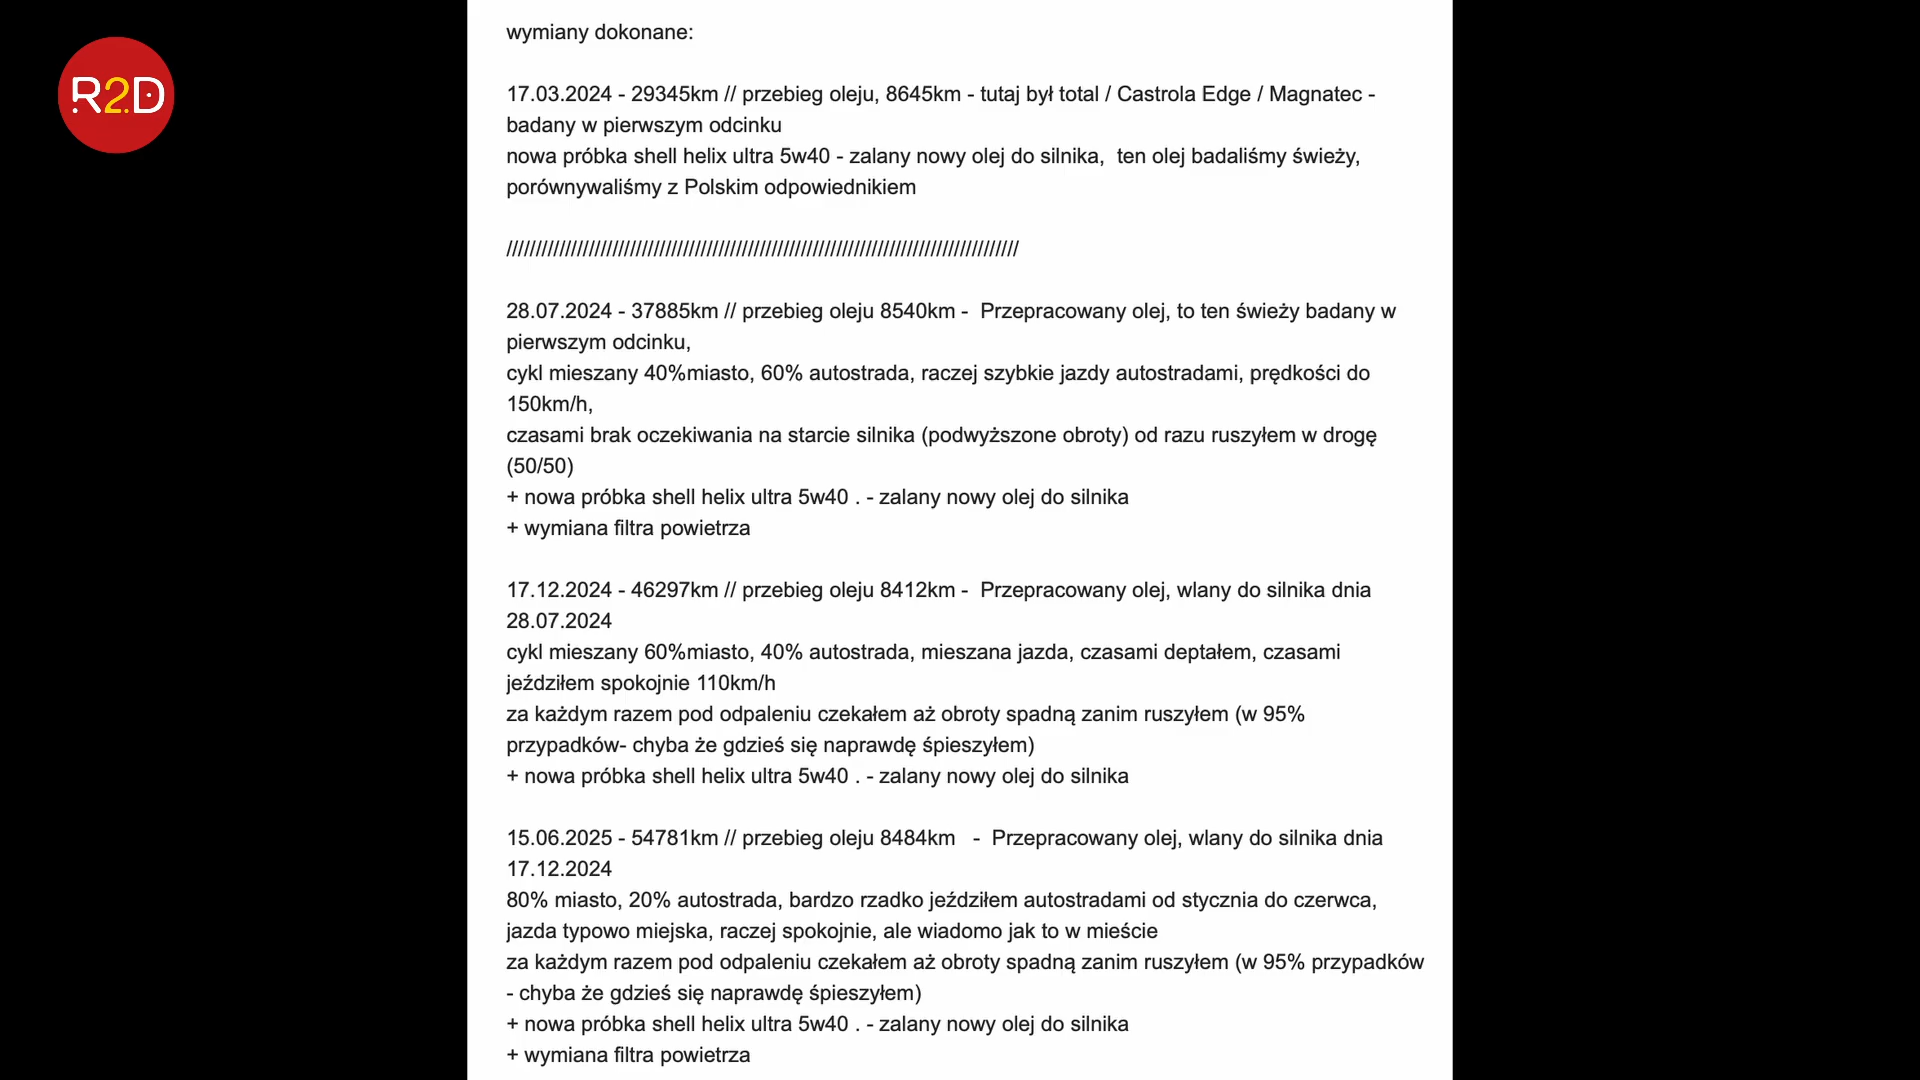 R2D
wymiany dokonane:
17.03.2024 - 29345km // przebieg oleju, 8645km - tutaj był total / Castrola Edge / Magnatec -
badany w pierwszym odcinku
nowa próbka shell helix ultra 5w40 - zalany nowy olej do silnika,  ten olej badaliśmy świeży,
porównywaliśmy z Polskim odpowiednikiem
///////////////////////////////////////////////////////////////////////////////////////
28.07.2024 - 37885km // przebieg oleju 8540km -  Przepracowany olej, to ten świeży badany w
pierwszym odcinku,
cykl mieszany 40%miasto, 60% autostrada, raczej szybkie jazdy autostradami, prędkości do
150km/h,
czasami brak oczekiwania na starcie silnika (podwyższone obroty) od razu ruszyłem w drogę
(50/50)
+ nowa próbka shell helix ultra 5w40 . - zalany nowy olej do silnika
+ wymiana filtra powietrza
17.12.2024 - 46297km // przebieg oleju 8412km -  Przepracowany olej, wlany do silnika dnia
28.07.2024
cykl mieszany 60%miasto, 40% autostrada, mieszana jazda, czasami deptałem, czasami
jeździłem spokojnie 110km/h
za każdym razem pod odpaleniu czekałem aż obroty spadną zanim ruszyłem (w 95%
przypadków- chyba że gdzieś się naprawdę śpieszyłem)
+ nowa próbka shell helix ultra 5w40 . - zalany nowy olej do silnika
15.06.2025 - 54781km // przebieg oleju 8484km   -  Przepracowany olej, wlany do silnika dnia
17.12.2024
80% miasto, 20% autostrada, bardzo rzadko jeździłem autostradami od stycznia do czerwca,
jazda typowo miejska, raczej spokojnie, ale wiadomo jak to w mieście
za każdym razem pod odpaleniu czekałem aż obroty spadną zanim ruszyłem (w 95% przypadków
- chyba że gdzieś się naprawdę śpieszyłem)
+ nowa próbka shell helix ultra 5w40 . - zalany nowy olej do silnika
+ wymiana filtra powietrza